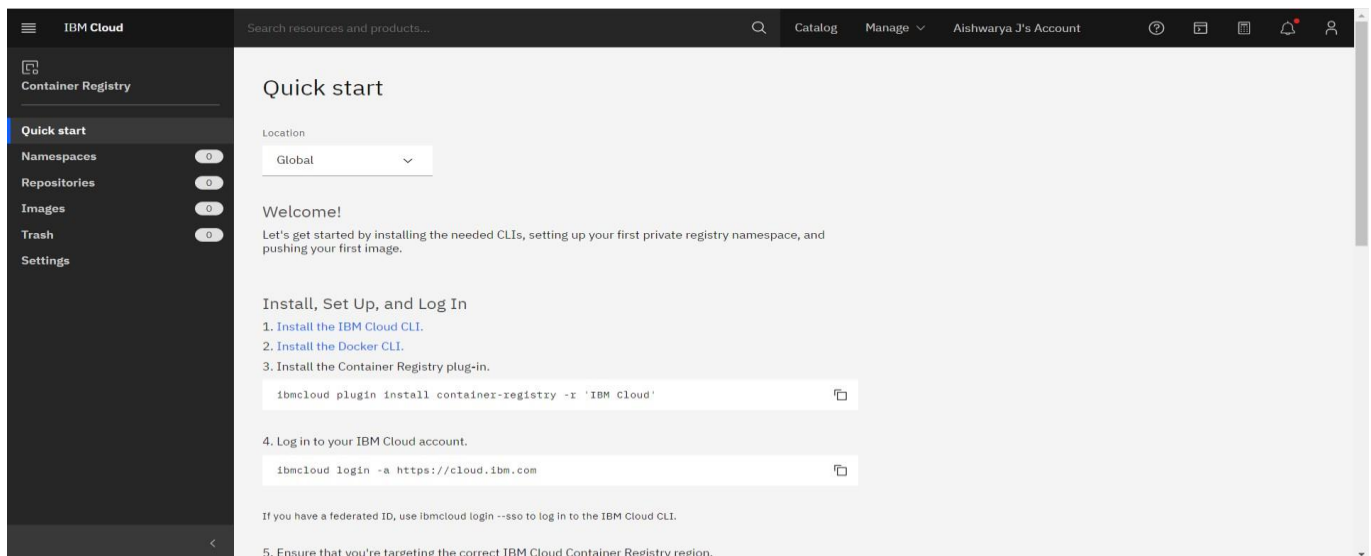 IBM Cloud
Search resources and products...
Catalog
Manage
Aishwarya J's Account
Container Registry
Quick start
Namespaces
0
Repositories
0
Images
0
Trash
0
Settings
Quick start
Location
Global
Welcome!
Let's get started by installing the needed CLIs, setting up your first private registry namespace, and
pushing your first image.
Install, Set Up, and Log In
1. Install the IBM Cloud CLI.
2. Install the Docker CLI.
3. Install the Container Registry plug-in.
ibmcloud plugin install container-registry -r 'IBM Cloud'
4. Log in to your IBM Cloud account.
ibmcloud login -a https://cloud.ibm.com
If you have a federated ID, use ibmcloud login --sso to log in to the IBM Cloud CLI.
5. Ensure that you're targeting the correct IBM Cloud Container Registry region.